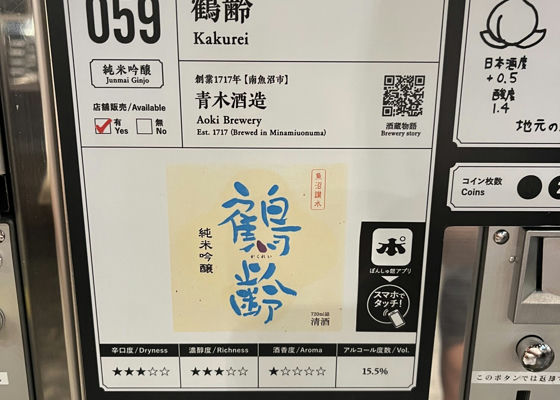 059
鶴齢
Kakurei
純米吟醸
Junmai Ginjo
店舗販売/Available
有
Yes
無
No
創業1717年【南魚沼市】
青木酒造
Aoki Brewery
Est. 1717 (Brewed in Minamiuonuma)
酒蔵物語
Brewery story
日本酒度
+0.5
酸度
1.4
地元の
コイン枚数
Coins
魚沼讃水
鶴齢
かくれい
純米吟醸
720ml詰
清酒
ぽんしゅ館アプリ
スマホで
タッチ!
辛口度/Dryness
濃醇度/Richness
酒香度/Aroma
アルコール度数/Vol.
★★★☆☆
★★★☆☆
★☆☆☆☆
15.5%
このボタンでは返却